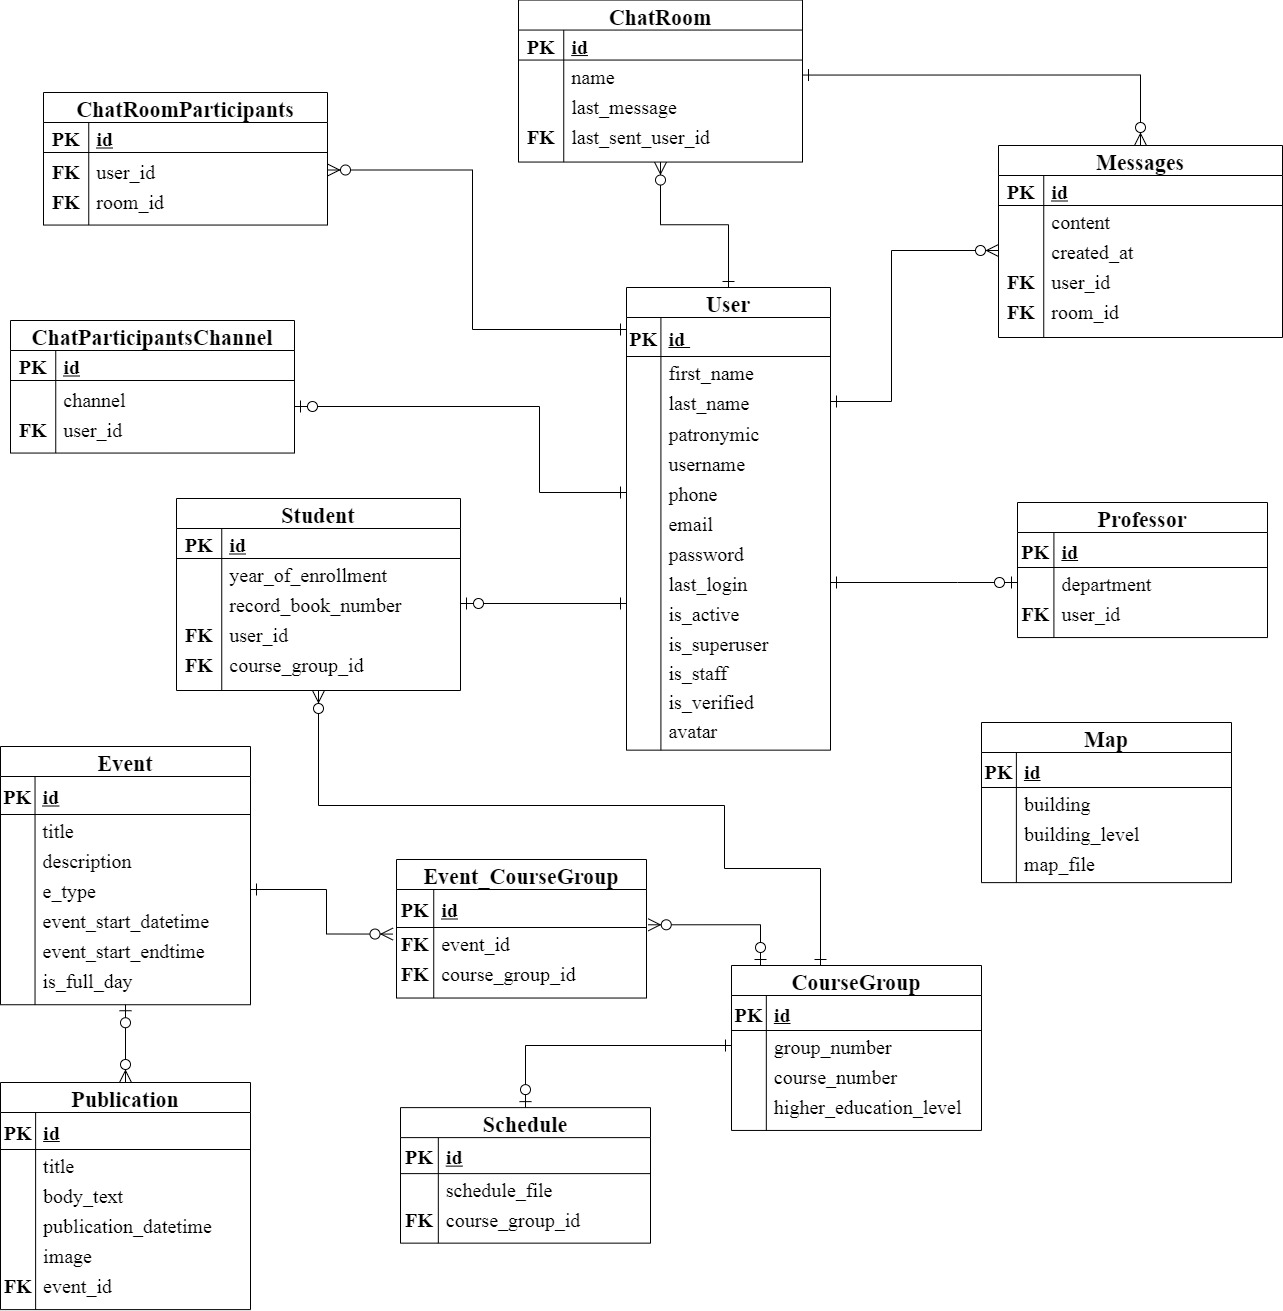 ChatRoom
PK id
name
last_message
FK last_sent_user_id
ChatRoomParticipants
PK id
FK user_id
FK room_id
Messages
PK id
content
created_at
FK user_id
FK room_id
User
PK id
first_name
last_name
patronymic
username
phone
email
password
last_login
is_active
is_superuser
is_staff
is_verified
avatar
ChatParticipantsChannel
PK id
channel
FK user_id
Student
PK id
year_of_enrollment
record_book_number
FK user_id
FK course_group_id
Professor
PK id
department
FK user_id
Map
PK id
building
building_level
map_file
Event
PK id
title
description
e_type
event_start_datetime
event_start_endtime
is_full_day
Event_CourseGroup
PK id
FK event_id
FK course_group_id
CourseGroup
PK id
group_number
course_number
higher_education_level
Publication
PK id
title
body_text
publication_datetime
image
FK event_id
Schedule
PK id
schedule_file
FK course_group_id